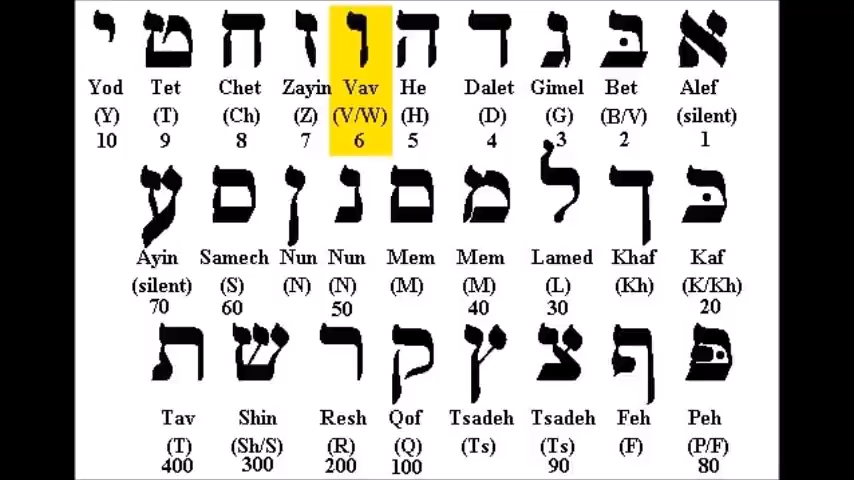 א בּ ג ד ה ו ז ח ט י
Yod Tet Chet Zayin Vav He Dalet Gimel Bet Alef
(Y) (T) (Ch) (Z) (V/W) (H) (D) (G) (B/V) (silent)
10 9 8 7 6 5 4 3 2 1
כּ ך ל מ ם נ ן ס ע
Ayin Samech Nun Nun Mem Mem Lamed Khaf Kaf
(silent) (S) (N) (N) (M) (M) (L) (Kh) (K/Kh)
70 60 50 40 30 20
פּ ף צ ץ ק ר ש ת
Tav Shin Resh Qof Tsadeh Tsadeh Feh Peh
(T) (Sh/S) (R) (Q) (Ts) (Ts) (F) (P/F)
400 300 200 100 90 80